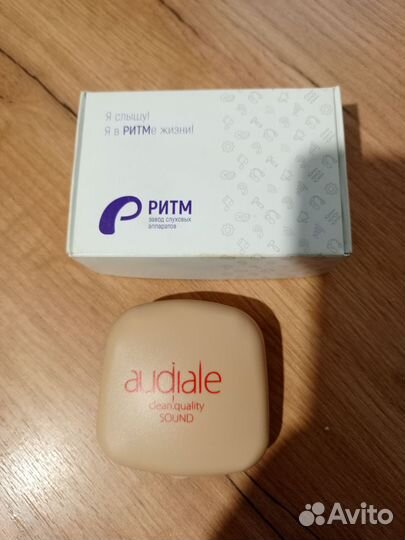 Я слышу!
Я в РИТМе жизни!
РИТМ
завод слуховых
аппаратов
audiale
clean.quality
SOUND
Avito